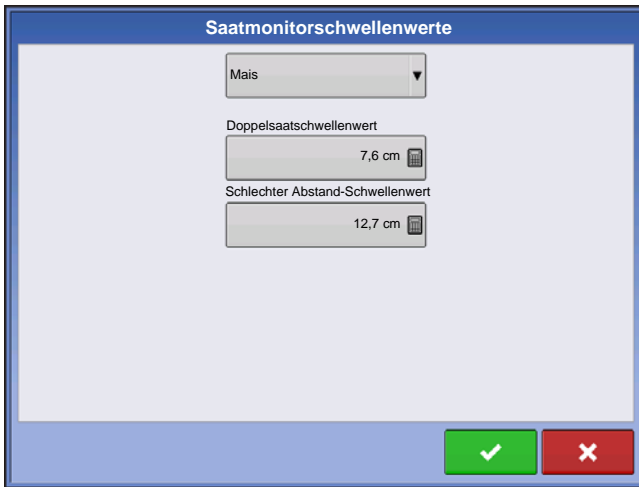 Saatmonitorschwellenwerte
Mais
Doppelsaatschwellenwert
7,6 cm
Schlechter Abstand-Schwellenwert
12,7 cm